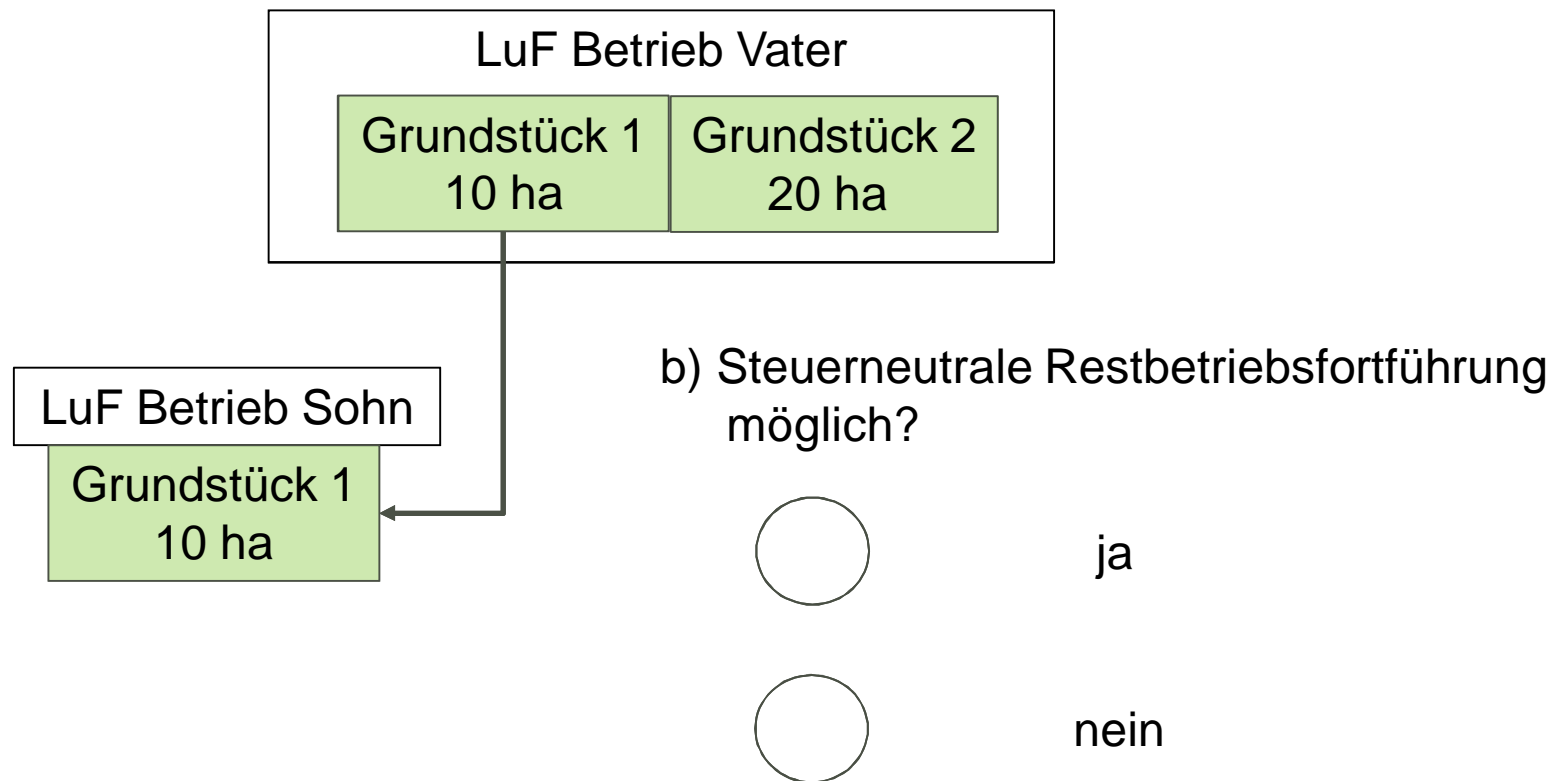 LuF Betrieb Vater
Grundstück 1
10 ha
Grundstück 2
20 ha
LuF Betrieb Sohn
Grundstück 1
10 ha
b) Steuerneutrale Restbetriebsfortführung
möglich?
ja
nein